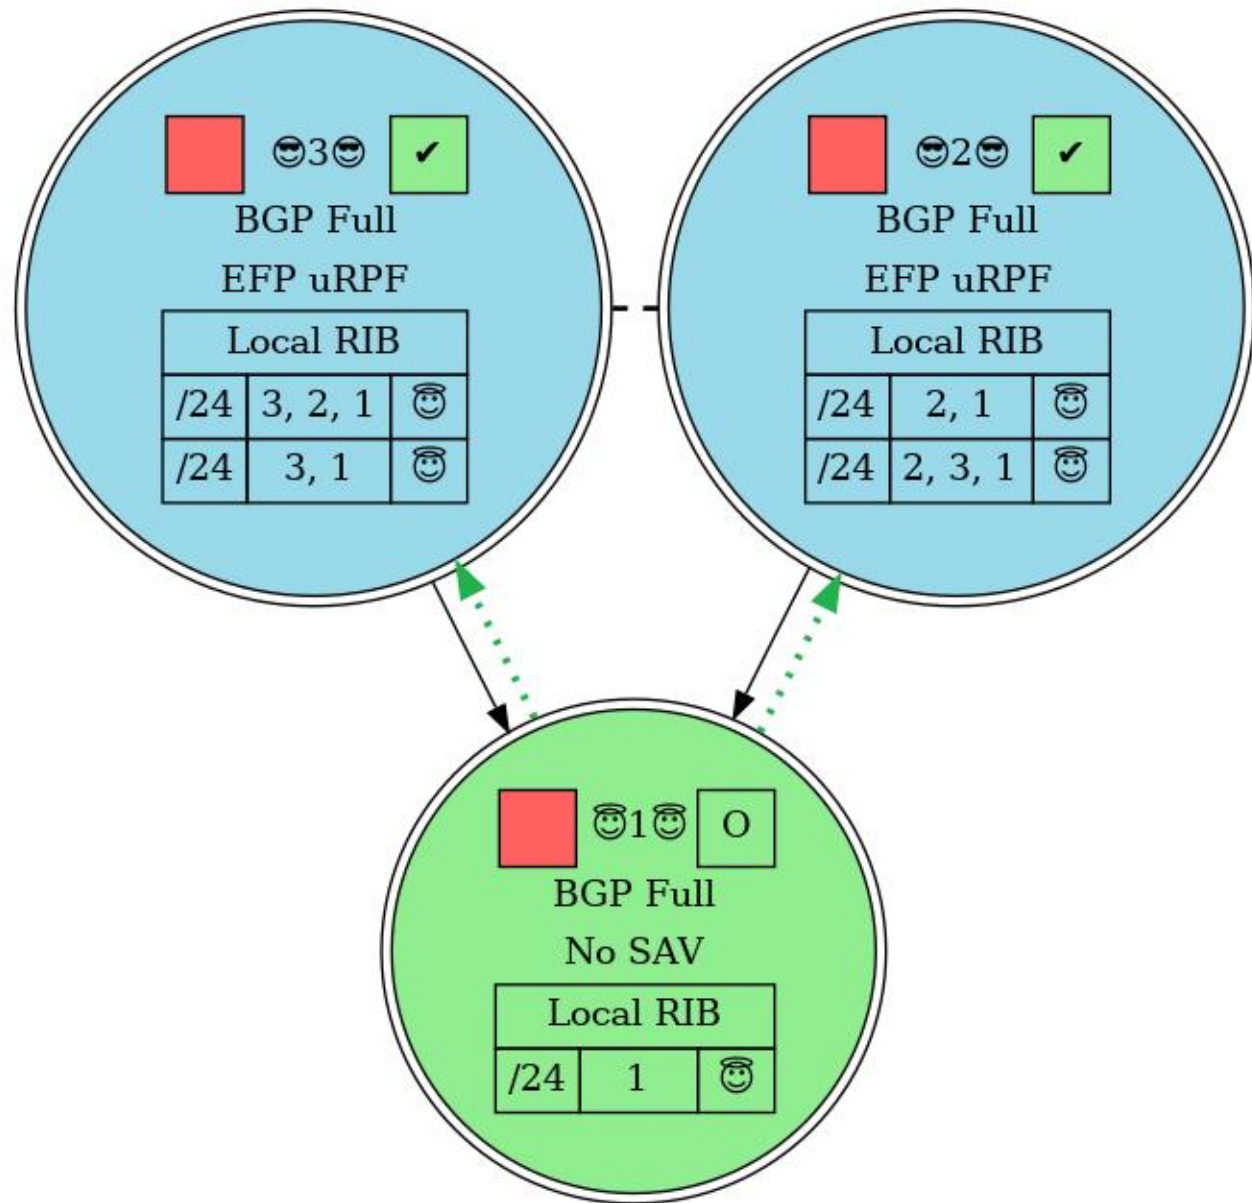 😎3😎 ✔
BGP Full
EFP uRPF
Local RIB
/24 3, 2, 1 😇
/24 3, 1 😇
😎2😎 ✔
BGP Full
EFP uRPF
Local RIB
/24 2, 1 😇
/24 2, 3, 1 😇
😇1😇 O
BGP Full
No SAV
Local RIB
/24 1 😇